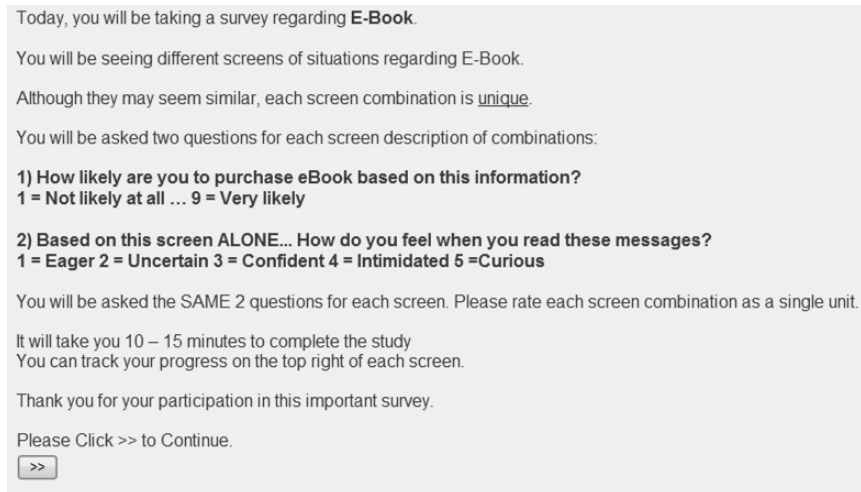 Today, you will be taking a survey regarding E-Book.
You will be seeing different screens of situations regarding E-Book.
Although they may seem similar, each screen combination is unique.
You will be asked two questions for each screen description of combinations:
1) How likely are you to purchase eBook based on this information?
1 = Not likely at all … 9 = Very likely
2) Based on this screen ALONE... How do you feel when you read these messages?
1 = Eager 2 = Uncertain 3 = Confident 4 = Intimidated 5 =Curious
You will be asked the SAME 2 questions for each screen. Please rate each screen combination as a single unit.
It will take you 10 – 15 minutes to complete the study
You can track your progress on the top right of each screen.
Thank you for your participation in this important survey.
Please Click >> to Continue.
>>